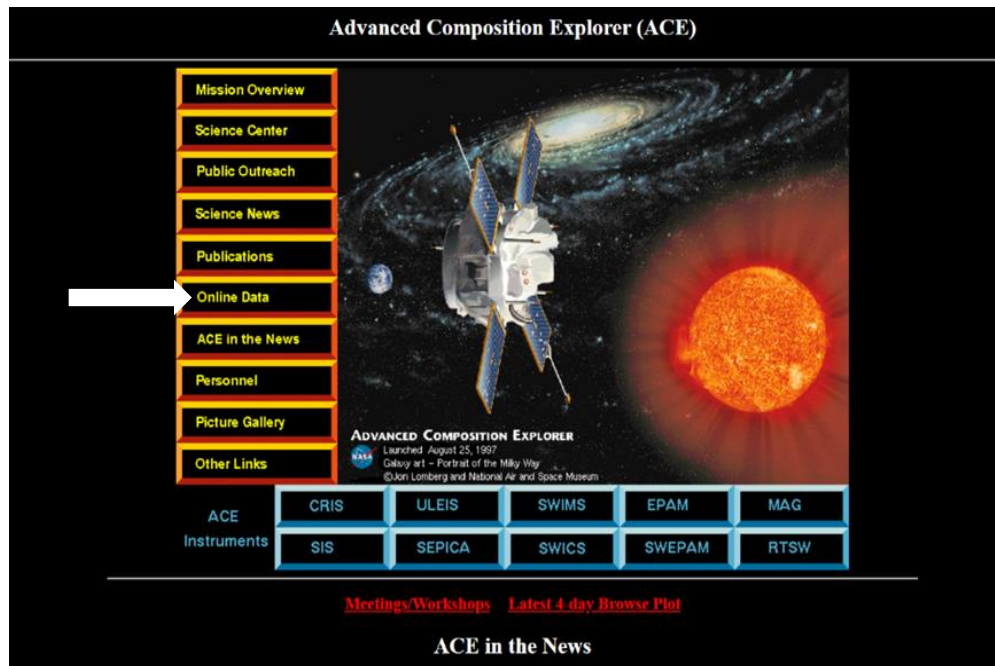 Advanced Composition Explorer (ACE)
Mission Overview
Science Center
Public Outreach
Science News
Publications
Online Data
ACE in the News
Personnel
Picture Gallery
Other Links
ADVANCED COMPOSITION EXPLORER
NASA
Launched August 25, 1997
Galaxy art – Portrait of the Milky Way
©Jon Lomberg and National Air and Space Museum
ACE Instruments
CRIS ULEIS SWIMS EPAM MAG
SIS SEPICA SWICS SWEPAM RTSW
Meetings/Workshops Latest 4 day Browse Plot
ACE in the News